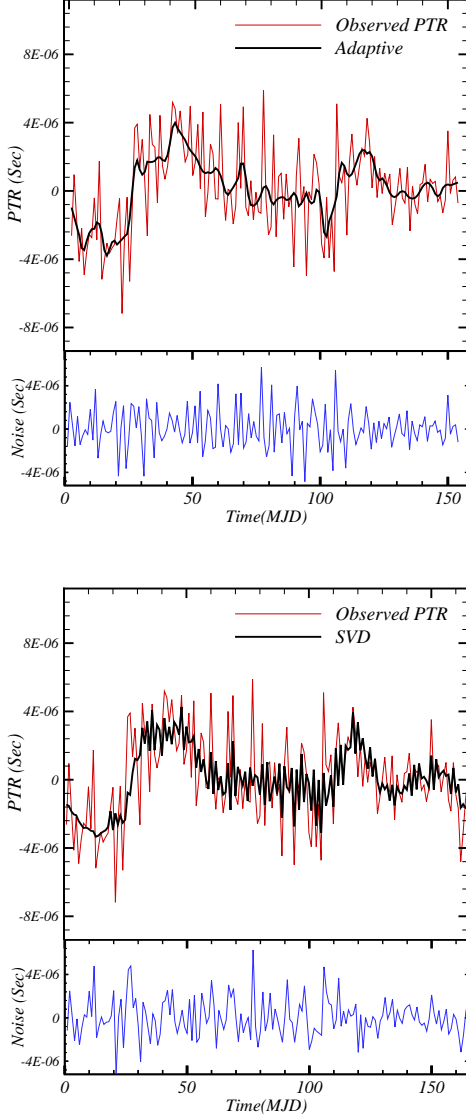 Observed PTR
Adaptive
8E-06
4E-06
0
-4E-06
-8E-06
PTR (Sec)
4E-06
0
-4E-06
Noise (Sec)
0 50 100 150
Time(MJD)
Observed PTR
SVD
8E-06
4E-06
0
-4E-06
-8E-06
PTR (Sec)
4E-06
0
-4E-06
Noise (Sec)
0 50 100 150
Time(MJD)